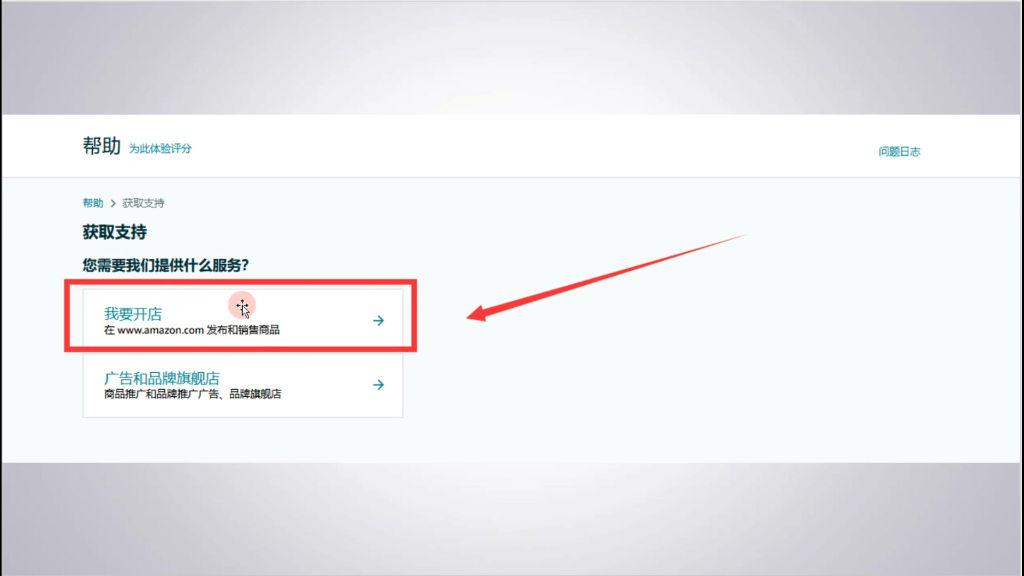 帮助 为此体验评分
问题日志
帮助 > 获取支持
获取支持
您需要我们提供什么服务?
我要开店
在 www.amazon.com 发布和销售商品
广告和品牌旗舰店
商品推广和品牌推广广告、品牌旗舰店